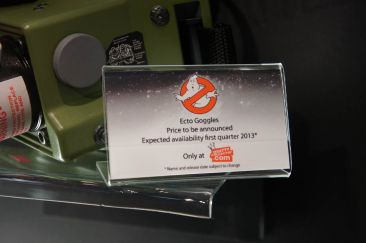 Ecto Goggles
Price to be announced
Expected availability first quarter 2013*
Only at
.com
* Name and release date subject to change